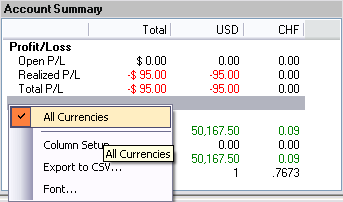 Account Summary
Total USD CHF
Profit/Loss
Open P/L $ 0.00 0.00 0.00
Realized P/L -$ 95.00 -95.00 0.00
Total P/L -$ 95.00 -95.00 0.00
All Currencies
50,167.50 0.09
Column Setup 0.00 0.00
All Currencies
50,167.50 0.09
Export to CSV...
1 .7673
Font...